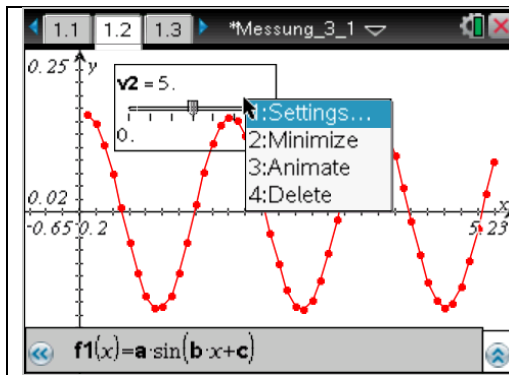 1.1 1.2 1.3 *Messung_3_1
0.25 y
v2 = 5.
0.
1:Settings...
2:Minimize
3:Animate
4:Delete
0.02
x
-0.65 0.2 5.23
f1(x)=a·sin(b·x+c)